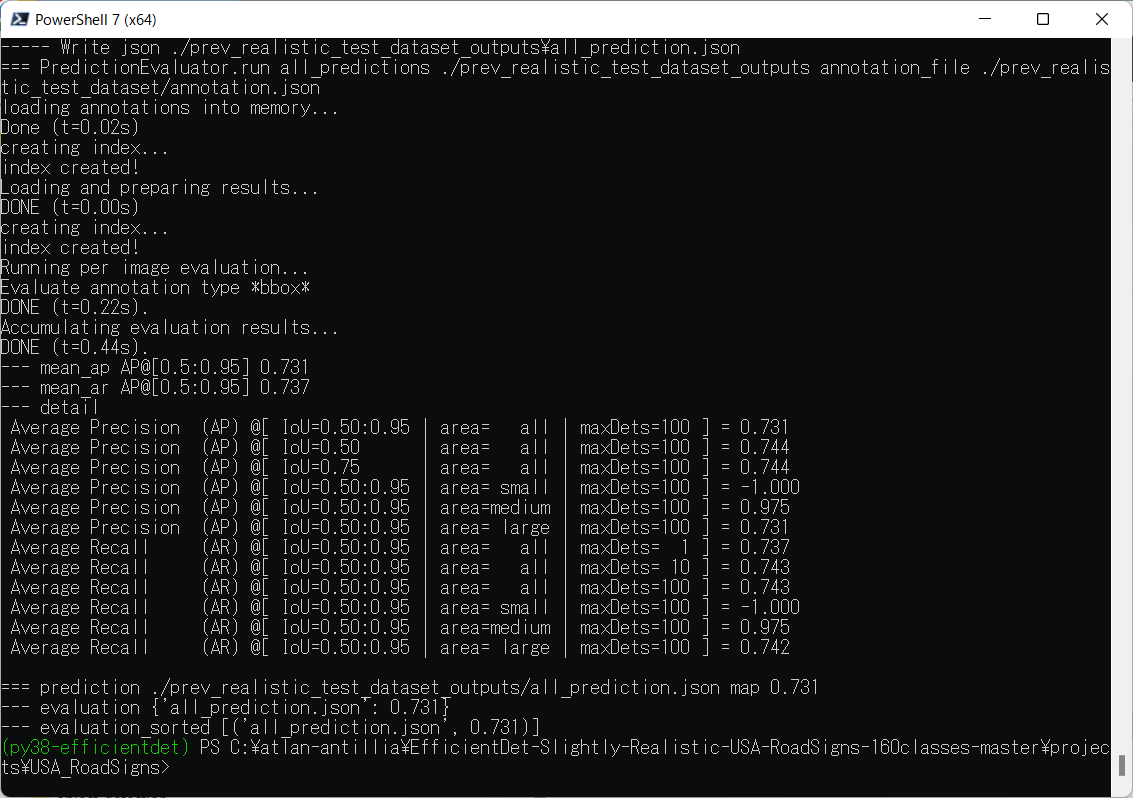 PowerShell 7 (x64)
----- Write json ./prev_realistic_test_dataset_outputs¥all_prediction.json
=== PredictionEvaluator.run all_predictions ./prev_realistic_test_dataset_outputs annotation_file ./prev_realis
tic_test_dataset/annotation.json
loading annotations into memory...
Done (t=0.02s)
creating index...
index created!
Loading and preparing results...
DONE (t=0.00s)
creating index...
index created!
Running per image evaluation...
Evaluate annotation type *bbox*
DONE (t=0.22s).
Accumulating evaluation results...
DONE (t=0.44s).
--- mean_ap AP@[0.5:0.95] 0.731
--- mean_ar AP@[0.5:0.95] 0.737
--- detail
Average Precision  (AP) @[ IoU=0.50:0.95 | area=   all | maxDets=100 ] = 0.731
Average Precision  (AP) @[ IoU=0.50      | area=   all | maxDets=100 ] = 0.744
Average Precision  (AP) @[ IoU=0.75      | area=   all | maxDets=100 ] = 0.744
Average Precision  (AP) @[ IoU=0.50:0.95 | area= small | maxDets=100 ] = -1.000
Average Precision  (AP) @[ IoU=0.50:0.95 | area=medium | maxDets=100 ] = 0.975
Average Precision  (AP) @[ IoU=0.50:0.95 | area= large | maxDets=100 ] = 0.731
Average Recall     (AR) @[ IoU=0.50:0.95 | area=   all | maxDets=  1 ] = 0.737
Average Recall     (AR) @[ IoU=0.50:0.95 | area=   all | maxDets= 10 ] = 0.743
Average Recall     (AR) @[ IoU=0.50:0.95 | area=   all | maxDets=100 ] = 0.743
Average Recall     (AR) @[ IoU=0.50:0.95 | area= small | maxDets=100 ] = -1.000
Average Recall     (AR) @[ IoU=0.50:0.95 | area=medium | maxDets=100 ] = 0.975
Average Recall     (AR) @[ IoU=0.50:0.95 | area= large | maxDets=100 ] = 0.742
=== prediction ./prev_realistic_test_dataset_outputs/all_prediction.json map 0.731
--- evaluation {'all_prediction.json': 0.731}
--- evaluation_sorted [('all_prediction.json', 0.731)]
(py38-efficientdet) PS C:¥atlan-antillia¥EfficientDet-Slightly-Realistic-USA-RoadSigns-160classes-master¥projec
ts¥USA_RoadSigns>